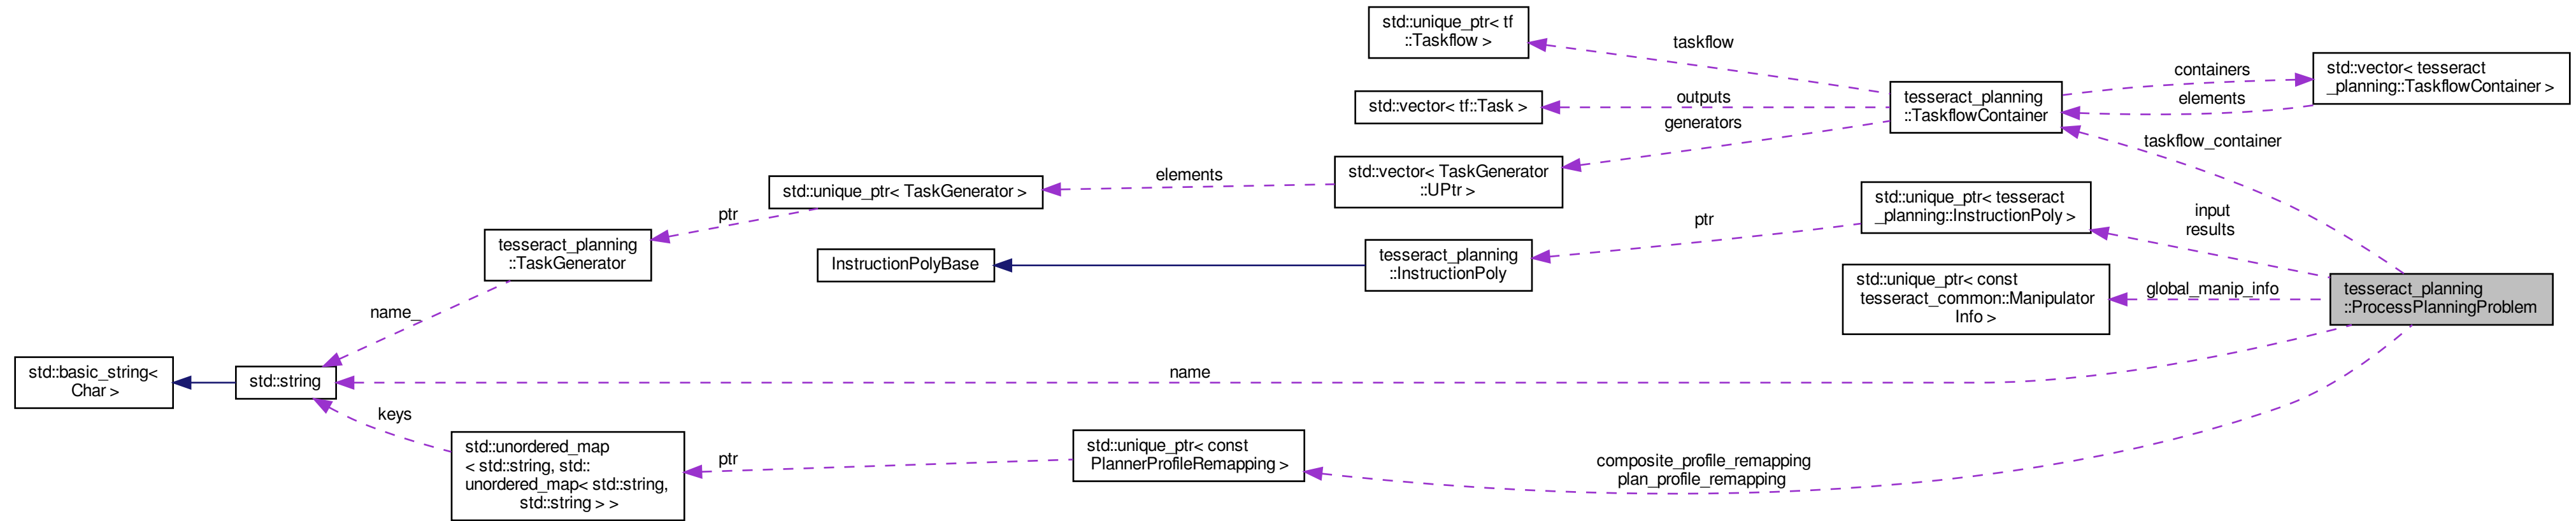 std::unique_ptr< tf
::Taskflow >
taskflow
std::vector< tesseract
_planning::TaskflowContainer >
containers
elements
tesseract_planning
::TaskflowContainer
std::vector< tf::Task >
outputs
generators
taskflow_container
std::vector< TaskGenerator
::UPtr >
elements
std::unique_ptr< TaskGenerator >
ptr
std::unique_ptr< tesseract
_planning::InstructionPoly >
ptr
input
results
tesseract_planning
::TaskGenerator
InstructionPolyBase
tesseract_planning
::InstructionPoly
std::unique_ptr< const
tesseract_common::Manipulator
Info >
global_manip_info
tesseract_planning
::ProcessPlanningProblem
name_
std::basic_string<
Char >
std::string
name
keys
std::unordered_map
< std::string, std::
unordered_map< std::string,
std::string > >
ptr
std::unique_ptr< const
PlannerProfileRemapping >
composite_profile_remapping
plan_profile_remapping